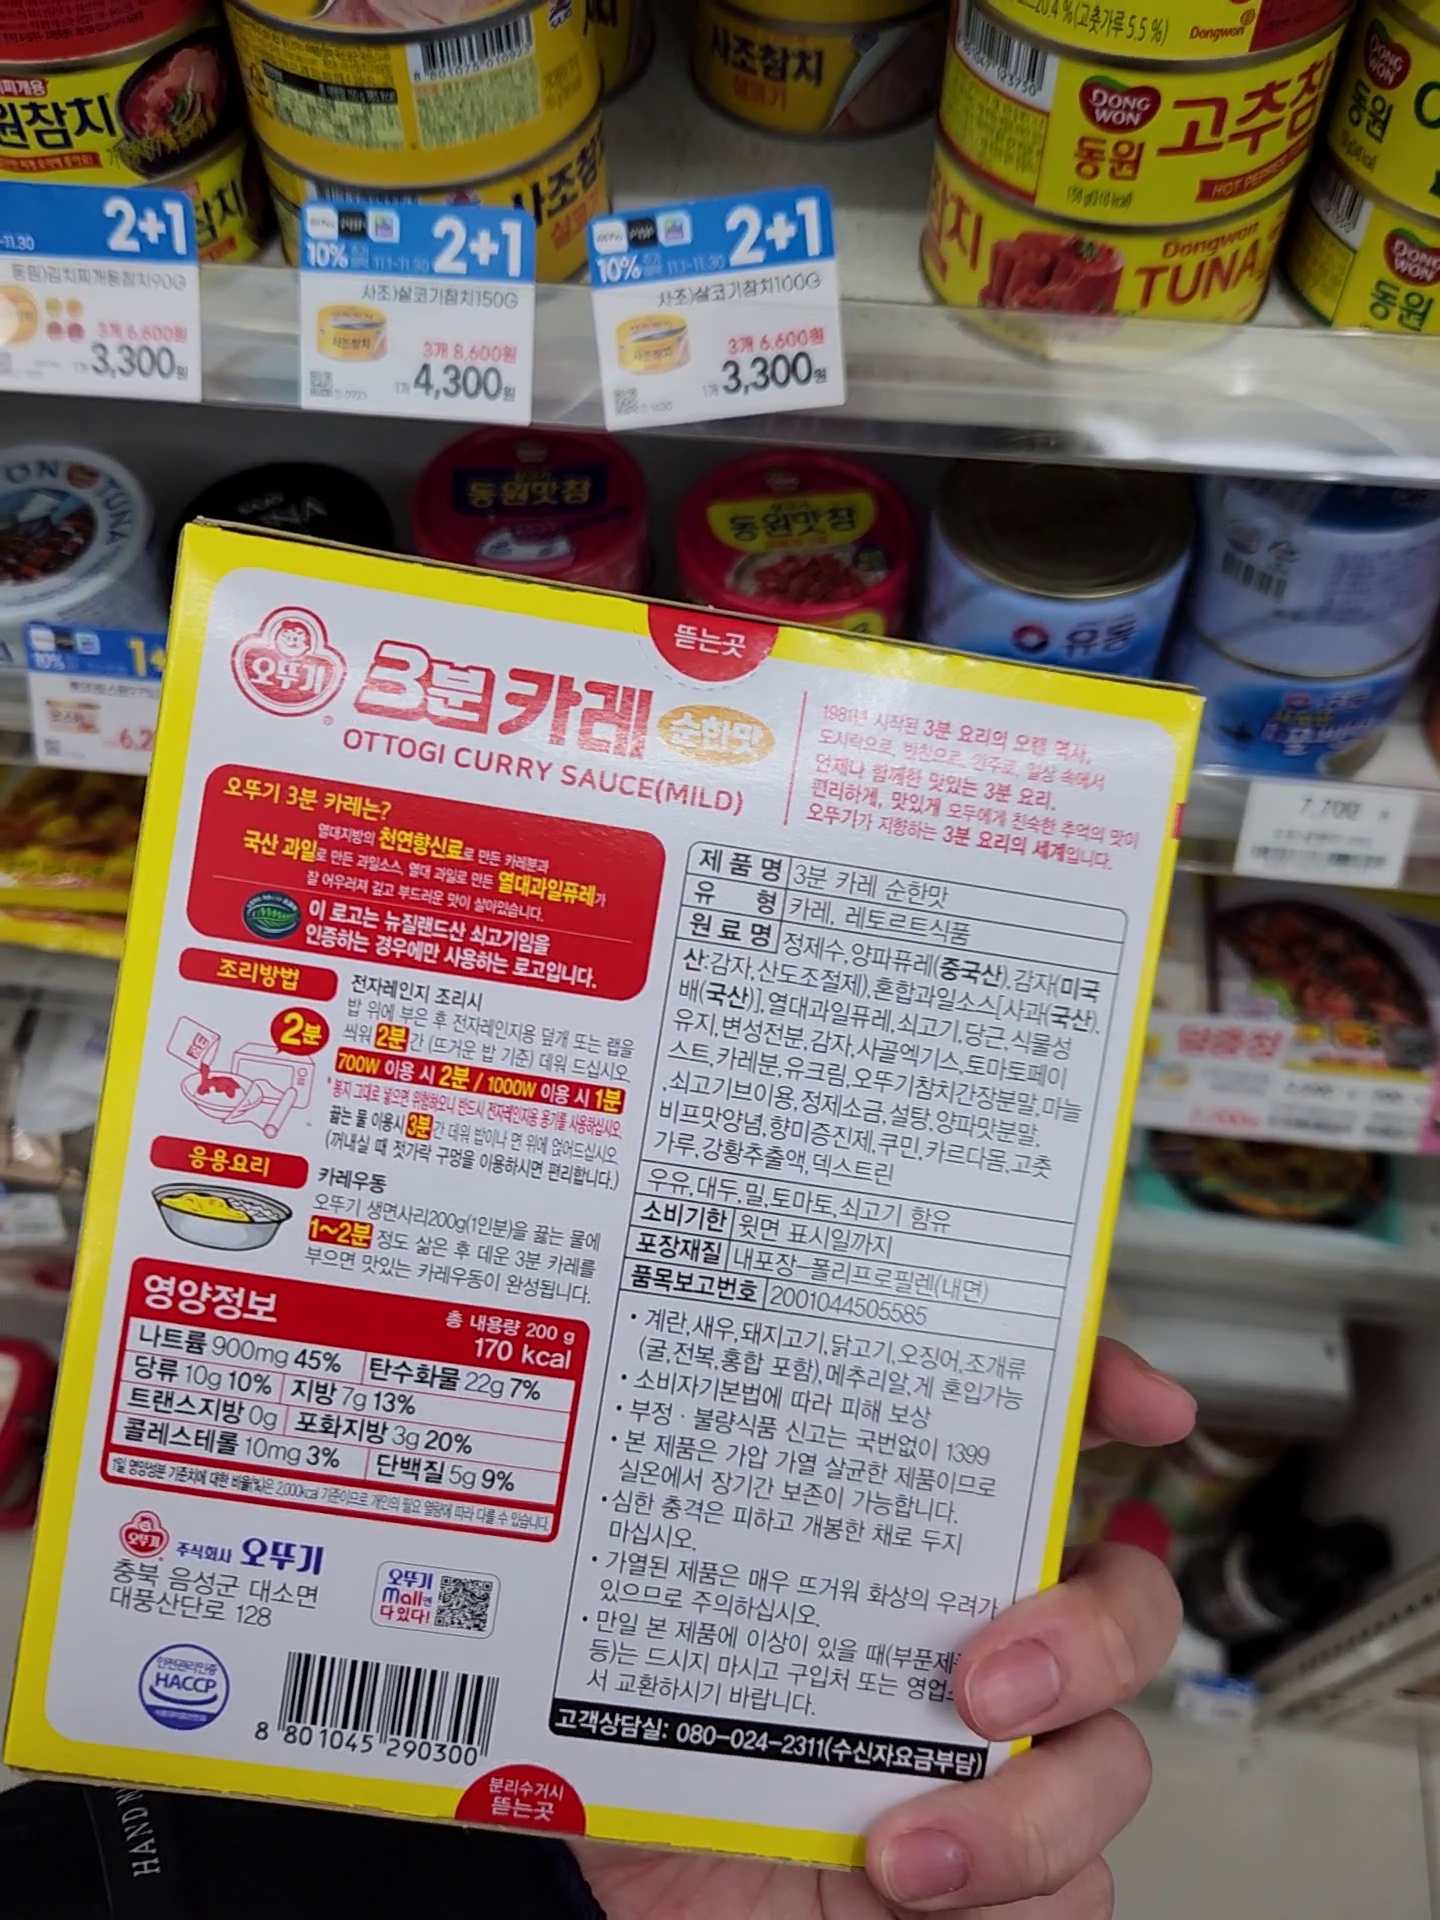 20.4 %(고춧가루 5.5 %)
Dongwon
사조참치
DONG WON
동원
고추참
HOT PEPPER
Dongwon
TUNA
2+1
동원)김치찌개용참치90G
3개 6,600원
1개 3,300원
10%
11.1-11.30
2+1
사조)살코기참치150G
3개 8,600원
1개 4,300원
10%
11.1-11.30
2+1
사조)살코기참치100G
3개 6,600원
1개 3,300원
동원맛참
동원맛참
유동
7,700
뜯는곳
오뚜기
3분 카레 순한맛
OTTOGI CURRY SAUCE(MILD)
1981년 시작된 3분 요리의 오랜 역사,
도시락으로, 반찬으로, 안주로, 일상 속에서
언제나 함께한 맛있는 3분 요리.
편리하게, 맛있게 모두에게 친숙한 추억의 맛이
오뚜기가 지향하는 3분 요리의 세계입니다.
오뚜기 3분 카레는?
열대지방의 천연향신료로 만든 카레분과
국산 과일로 만든 과일소스, 열대 과일로 만든 열대과일퓨레가
잘 어우러져 깊고 부드러운 맛이 살아있습니다.
이 로고는 뉴질랜드산 쇠고기임을
인증하는 경우에만 사용하는 로고입니다.
조리방법
2분
전자레인지 조리시
밥 위에 부은 후 전자레인지용 덮개 또는 랩을
씌워 2분간 (뜨거운 밥 기준) 데워 드십시오.
700W 이용 시 2분 / 1000W 이용 시 1분
*봉지 그대로 넣으면 위험하오니 반드시 전자레인지용 용기를 사용하십시오.
끓는 물 이용시 3분간 데워 밥이나 면 위에 얹어드십시오.
(꺼내실 때 젓가락 구멍을 이용하시면 편리합니다.)
응용요리
카레우동
오뚜기 생면사리200g(1인분)을 끓는 물에
1~2분 정도 삶은 후 데운 3분 카레를
부으면 맛있는 카레우동이 완성됩니다.
영양정보
총 내용량 200 g
170 kcal
나트륨 900mg 45% 탄수화물 22g 7%
당류 10g 10% 지방 7g 13%
트랜스지방 0g 포화지방 3g 20%
콜레스테롤 10mg 3% 단백질 5g 9%
1일 영양성분 기준치에 대한 비율(%)은 2,000kcal 기준이므로 개인의 필요 열량에 따라 다를 수 있습니다.
오뚜기
주식회사 오뚜기
충북 음성군 대소면
대풍산단로 128
오뚜기
mall엔
다있다!
안전관리인증
HACCP
8 801045 290300
분리수거시
뜯는곳
제 품 명 3분 카레 순한맛
유 형 카레, 레토르트식품
원 료 명 정제수,양파퓨레(중국산),감자(미국
산:감자,산도조절제),혼합과일소스[사과(국산),
배(국산)],열대과일퓨레,쇠고기,당근,식물성
유지,변성전분,감자,사골엑기스,토마토페이
스트,카레분,유크림,오뚜기참치간장분말,마늘
,쇠고기브이용,정제소금,설탕,양파맛분말,
비프맛양념,향미증진제,쿠민,카르다몸,고춧
가루,강황추출액,덱스트린
우유,대두,밀,토마토,쇠고기 함유
소비기한 윗면 표시일까지
포장재질 내포장-폴리프로필렌(내면)
품목보고번호 2001044505585
• 계란,새우,돼지고기,닭고기,오징어,조개류
(굴,전복,홍합 포함),메추리알,게 혼입가능
• 소비자기본법에 따라 피해 보상
• 부정 · 불량식품 신고는 국번없이 1399
• 본 제품은 가압 가열 살균한 제품이므로
실온에서 장기간 보존이 가능합니다.
• 심한 충격은 피하고 개봉한 채로 두지
마십시오.
• 가열된 제품은 매우 뜨거워 화상의 우려가
있으므로 주의하십시오.
• 만일 본 제품에 이상이 있을 때(부푼제
등)는 드시지 마시고 구입처 또는 영업
서 교환하시기 바랍니다.
고객상담실: 080-024-2311(수신자요금부담)
HAND